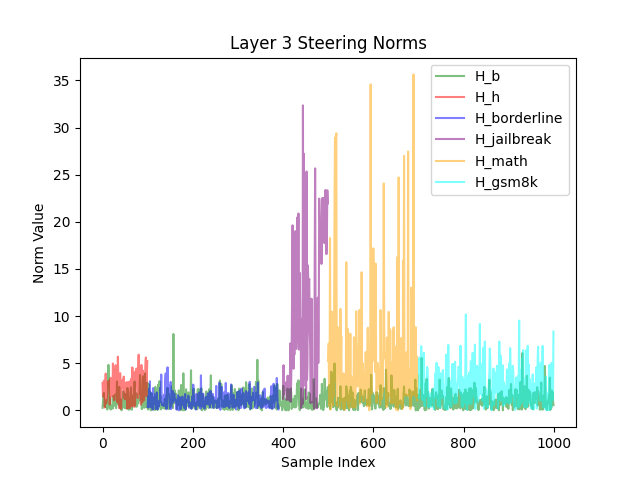 Layer 3 Steering Norms
Norm Value
35
30
25
20
15
10
5
0
H_b
H_h
H_borderline
H_jailbreak
H_math
H_gsm8k
0
200
400
600
800
1000
Sample Index